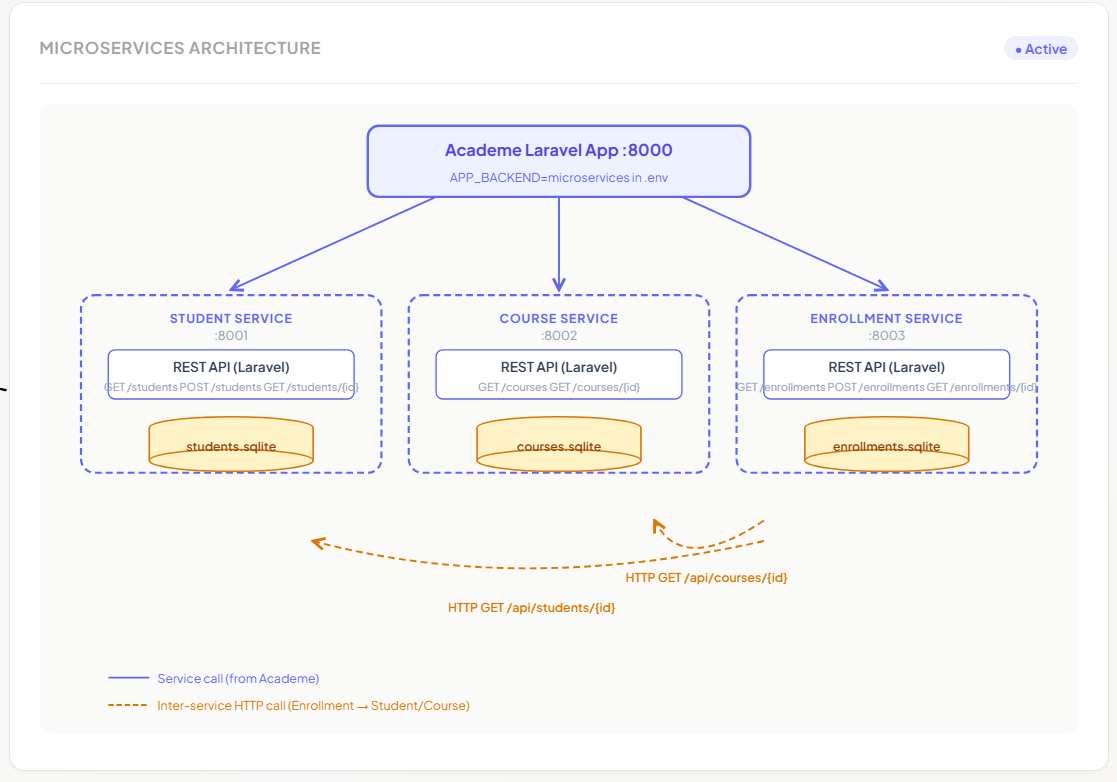 MICROSERVICES ARCHITECTURE
• Active
Academe Laravel App :8000
APP_BACKEND=microservices in .env
STUDENT SERVICE
:8001
REST API (Laravel)
GET /students POST /students GET /students/{id}
students.sqlite
COURSE SERVICE
:8002
REST API (Laravel)
GET /courses GET /courses/{id}
courses.sqlite
ENROLLMENT SERVICE
:8003
REST API (Laravel)
GET /enrollments POST /enrollments GET /enrollments/{id}
enrollments.sqlite
HTTP GET /api/courses/{id}
HTTP GET /api/students/{id}
Service call (from Academe)
Inter-service HTTP call (Enrollment → Student/Course)